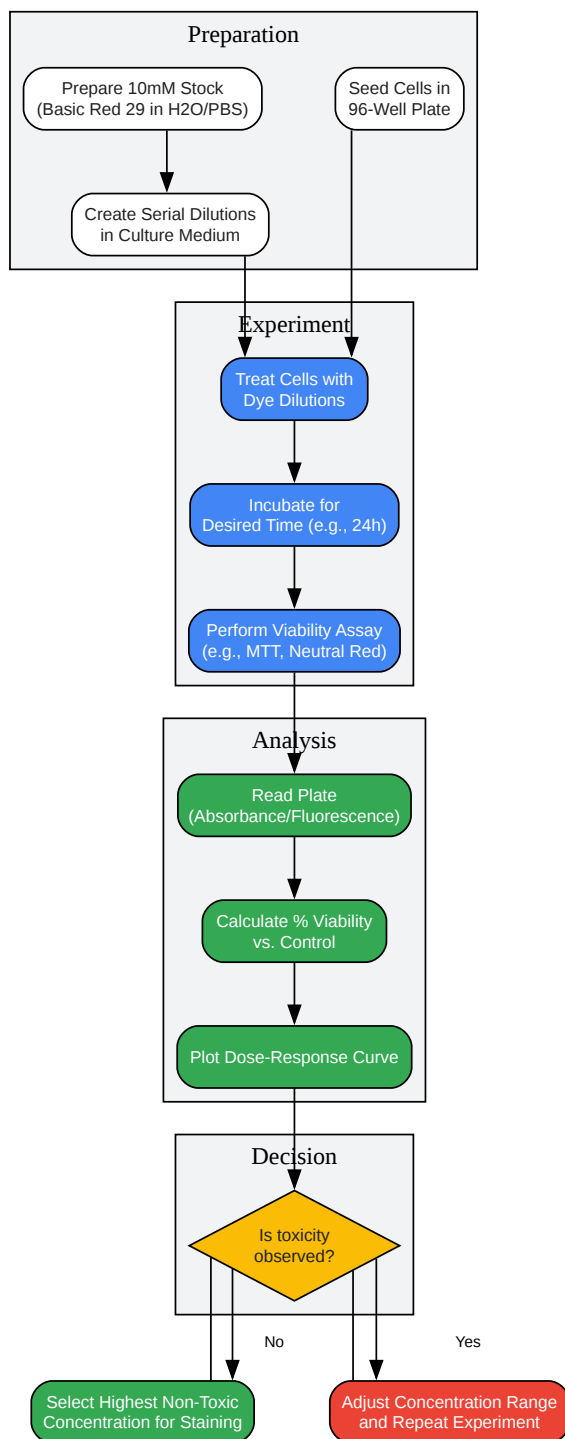 Preparation
Prepare 10mM Stock
(Basic Red 29 in H2O/PBS)
Seed Cells in
96-Well Plate
Create Serial Dilutions
in Culture Medium
Experiment
Treat Cells with
Dye Dilutions
Incubate for
Desired Time (e.g., 24h)
Perform Viability Assay
(e.g., MTT, Neutral Red)
Analysis
Read Plate
(Absorbance/Fluorescence)
Calculate % Viability
vs. Control
Plot Dose-Response Curve
Decision
Is toxicity
observed?
No
Yes
Select Highest Non-Toxic
Concentration for Staining
Adjust Concentration Range
and Repeat Experiment